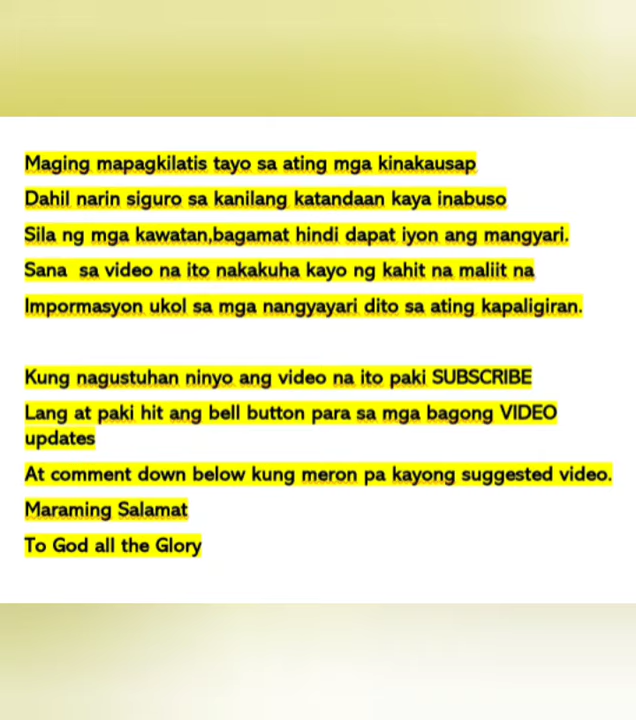 Maging mapagkilatis tayo sa ating mga kinakausap
Dahil narin siguro sa kanilang katandaan kaya inabuso
Sila ng mga kawatan,bagamat hindi dapat iyon ang mangyari.
Sana sa video na ito nakakuha kayo ng kahit na maliit na
Impormasyon ukol sa mga nangyayari dito sa ating kapaligiran.
Kung nagustuhan ninyo ang video na ito paki SUBSCRIBE
Lang at paki hit ang bell button para sa mga bagong VIDEO
updates
At comment down below kung meron pa kayong suggested video.
Maraming Salamat
To God all the Glory